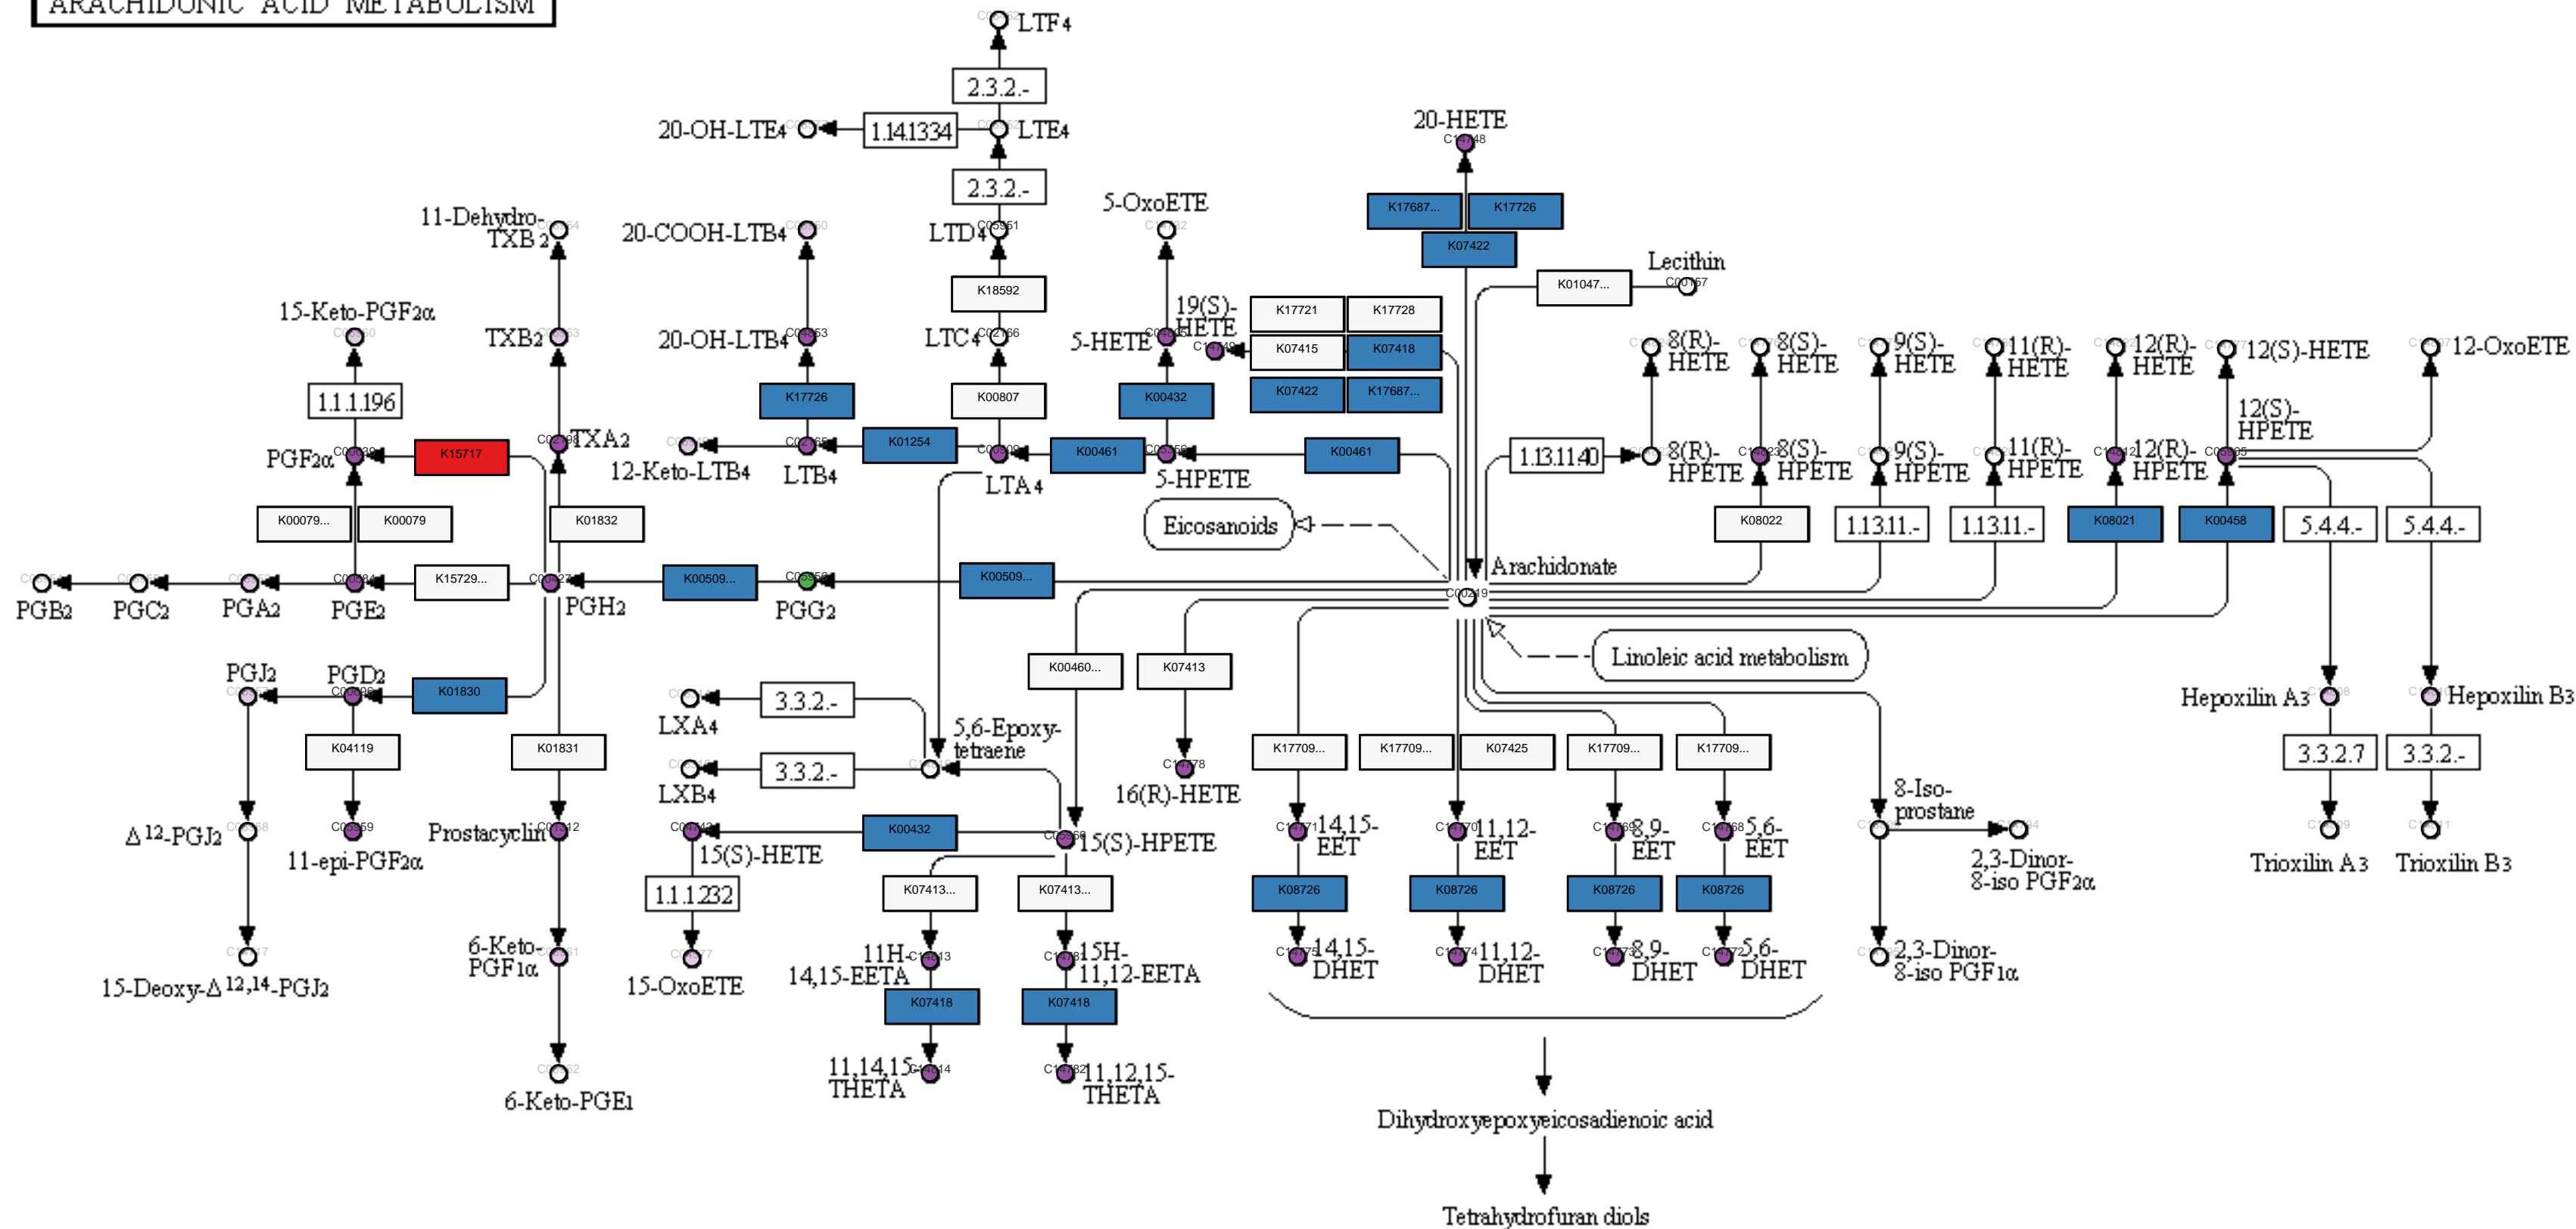 ARACHIDONIC ACID METABOLISM
LTF4
2.3.2.-
20-OH-LTE4
1.14.1334
LTE4
20-HETE
C14748
2.3.2.-
11-Dehydro-
TXB2
20-COOH-LTB4
LTD4
C05951
5-OxoETE
K17687...
K17726
K07422
Lecithin
C00157
K18592
K01047...
15-Keto-PGF2α
TXB2
20-OH-LTB4
C04853
LTC4
C02166
5-HETE
19(S)-
HETE
K17721
K17728
K07415
K07418
K07422
K17687...
8(R)-
HETE
8(S)-
HETE
9(S)-
HETE
11(R)-
HETE
12(R)-
HETE
12(S)-HETE
12-OxoETE
1.1.1.196
K17726
K00807
K00432
12(S)-
HPETE
PGF2α
K15717
TXA2
12-Keto-LTB4
LTB4
K01254
LTA4
K00461
5-HPETE
K00461
1.13.11.40
8(R)-
HPETE
8(S)-
HPETE
9(S)-
HPETE
11(R)-
HPETE
12(R)-
HPETE
K00079...
K00079
K01832
Eicosanoids
K08022
1.13.11.-
1.13.11.-
K08021
K00458
5.4.4.-
5.4.4.-
PGB2
PGC2
PGA2
PGE2
K15729...
PGH2
K00509...
PGG2
K00509...
Arachidonate
C00219
PGJ2
PGD2
K01830
K00460...
K07413
Linoleic acid metabolism
LXA4
3.3.2.-
Hepoxilin A3
Hepoxilin B3
K04119
K01831
5,6-Epoxy-
tetraene
K17709...
K17709...
K07425
K17709...
K17709...
3.3.2.7
3.3.2.-
LXB4
3.3.2.-
C14778
16(R)-HETE
Δ12-PGJ2
C05959
11-epi-PGF2α
Prostacyclin
C01312
15(S)-HETE
K00432
15(S)-HPETE
14,15-
EET
11,12-
EET
8,9-
EET
5,6-
EET
8-Iso-
prostane
2,3-Dinor-
8-iso PGF2α
Trioxilin A3
Trioxilin B3
1.1.1.232
K07413...
K07413...
K08726
K08726
K08726
K08726
15-Deoxy-Δ12,14-PGJ2
6-Keto-
PGF1α
15-OxoETE
11H-
14,15-EETA
15H-
11,12-EETA
14,15-
DHET
11,12-
DHET
8,9-
DHET
5,6-
DHET
2,3-Dinor-
8-iso PGF1α
K07418
K07418
6-Keto-PGE1
11,14,15-
THETA
11,12,15-
THETA
Dihydroxyepoxyeicosadienoic acid
Tetrahydrofuran diols